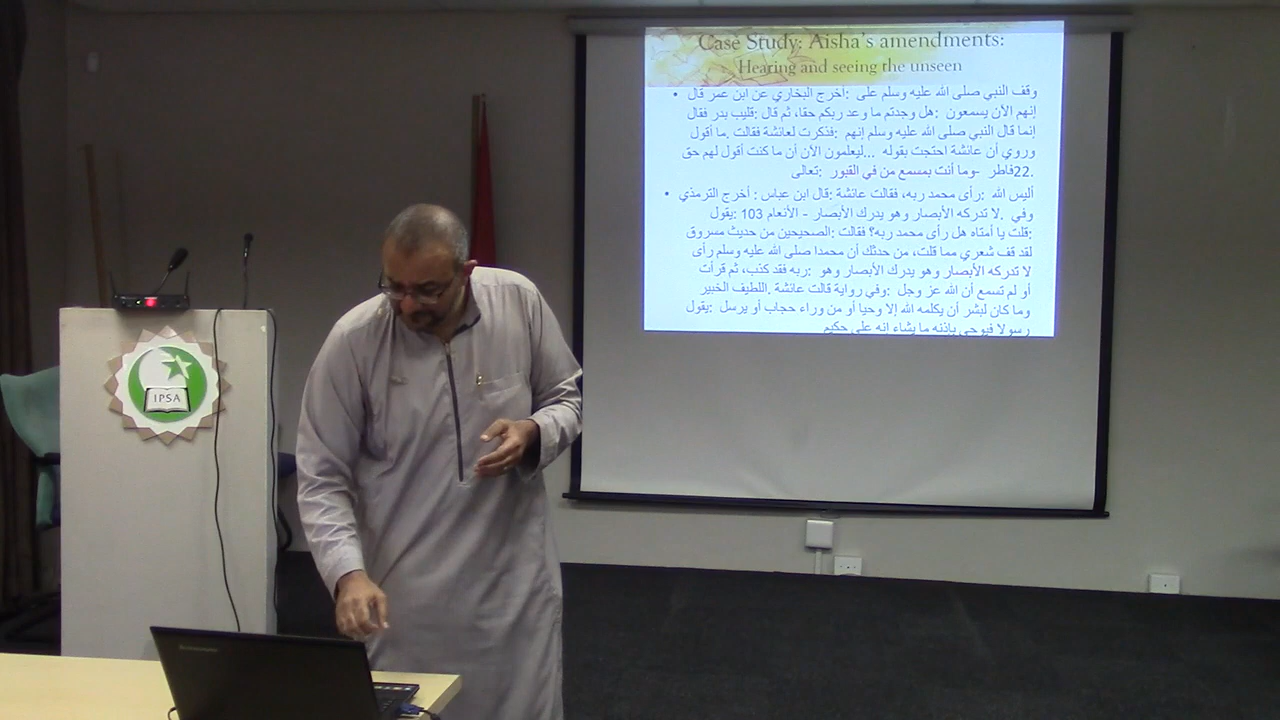 Case Study: Aisha's amendments:
Hearing and seeing the unseen
• أخرج البخاري عن ابن عمر قال: وقف النبي صلى الله عليه وسلم على
قليب بدر فقال: هل وجدتم ما وعد ربكم حقا، ثم قال: إنهم الآن يسمعون
ما أقول. فذكرت لعائشة فقالت: إنما قال النبي صلى الله عليه وسلم إنهم
ليعلمون الآن أن ما كنت أقول لهم حق... وروي أن عائشة احتجت بقوله
تعالى: وما أنت بمسمع من في القبور - فاطر 22.
• أخرج الترمذي: قال ابن عباس: رأى محمد ربه، فقالت عائشة: أليس الله
يقول: لا تدركه الأبصار وهو يدرك الأبصار - الأنعام 103. وفي
الصحيحين من حديث مسروق: قلت يا أمتاه هل رأى محمد ربه؟ فقالت:
لقد قف شعري مما قلت، من حدثك أن محمدا صلى الله عليه وسلم رأى
ربه فقد كذب، ثم قرأت: لا تدركه الأبصار وهو يدرك الأبصار وهو
اللطيف الخبير. وفي رواية قالت عائشة: أو لم تسمع أن الله عز وجل
يقول: وما كان لبشر أن يكلمه الله إلا وحيا أو من وراء حجاب أو يرسل
رسولا فيوحي بإذنه ما يشاء إنه علي حكيم
IPSA